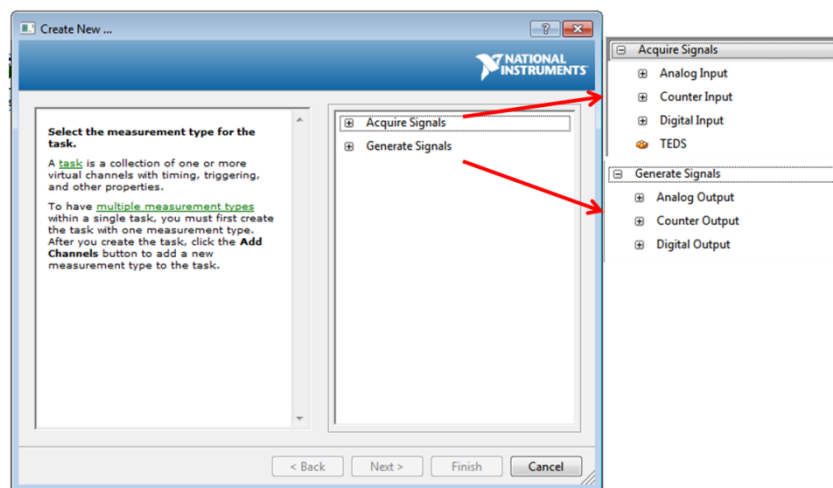 Create New ...
NATIONAL
INSTRUMENTS
Select the measurement type for the
task.
A task is a collection of one or more
virtual channels with timing, triggering,
and other properties.
To have multiple measurement types
within a single task, you must first create
the task with one measurement type.
After you create the task, click the Add
Channels button to add a new
measurement type to the task.
Acquire Signals
Generate Signals
< Back
Next >
Finish
Cancel
Acquire Signals
Analog Input
Counter Input
Digital Input
TEDS
Generate Signals
Analog Output
Counter Output
Digital Output